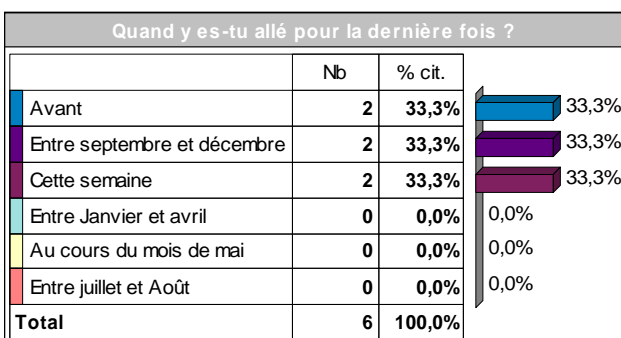 Quand y es-tu allé pour la dernière fois ?
Nb % cit.
Avant 2 33,3% 33,3%
Entre septembre et décembre 2 33,3% 33,3%
Cette semaine 2 33,3% 33,3%
Entre Janvier et avril 0 0,0% 0,0%
Au cours du mois de mai 0 0,0% 0,0%
Entre juillet et Août 0 0,0% 0,0%
Total 6 100,0%